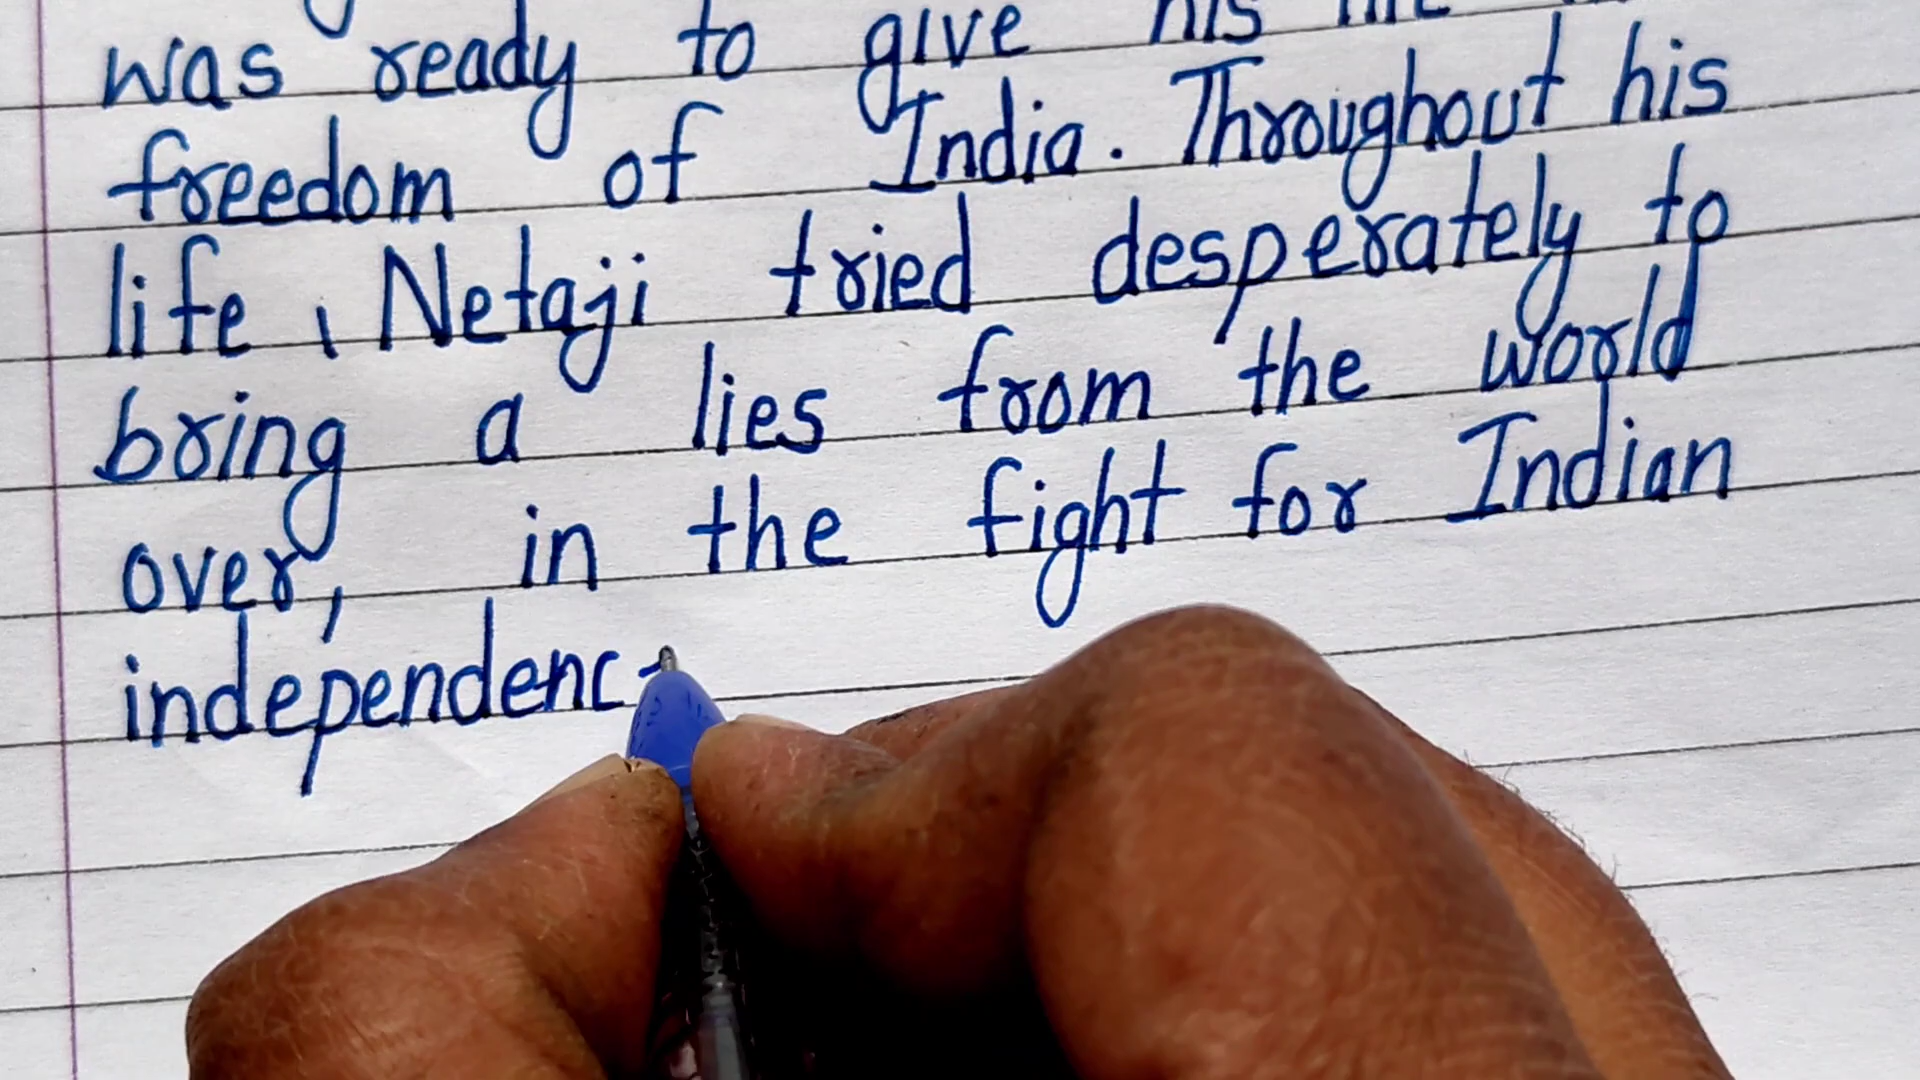 was ready to give his
freedom of India. Throughout his
life, Netaji tried desperately to
bring a lies from the world
over, in the fight for Indian
independenc